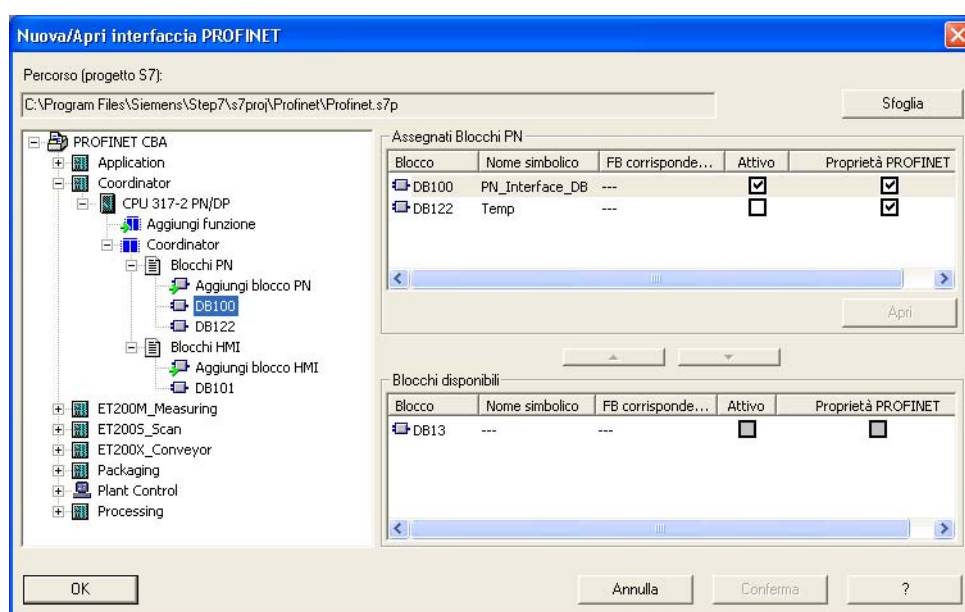 Nuova/Apri interfaccia PROFINET
Percorso (progetto S7):
C:\Program Files\Siemens\Step7\s7proj\Profinet\Profinet.s7p
Sfoglia
PROFINET CBA
Application
Coordinator
CPU 317-2 PN/DP
Aggiungi funzione
Coordinator
Blocchi PN
Aggiungi blocco PN
DB100
DB122
Blocchi HMI
Aggiungi blocco HMI
DB101
ET200M_Measuring
ET200S_Scan
ET200X_Conveyor
Packaging
Plant Control
Processing
Assegnati Blocchi PN
Blocco Nome simbolico FB corrisponde... Attivo Proprietà PROFINET
DB100 PN_Interface_DB ---
DB122 Temp ---
Apri
Blocchi disponibili
Blocco Nome simbolico FB corrisponde... Attivo Proprietà PROFINET
DB13 --- ---
OK Annulla Conferma ?